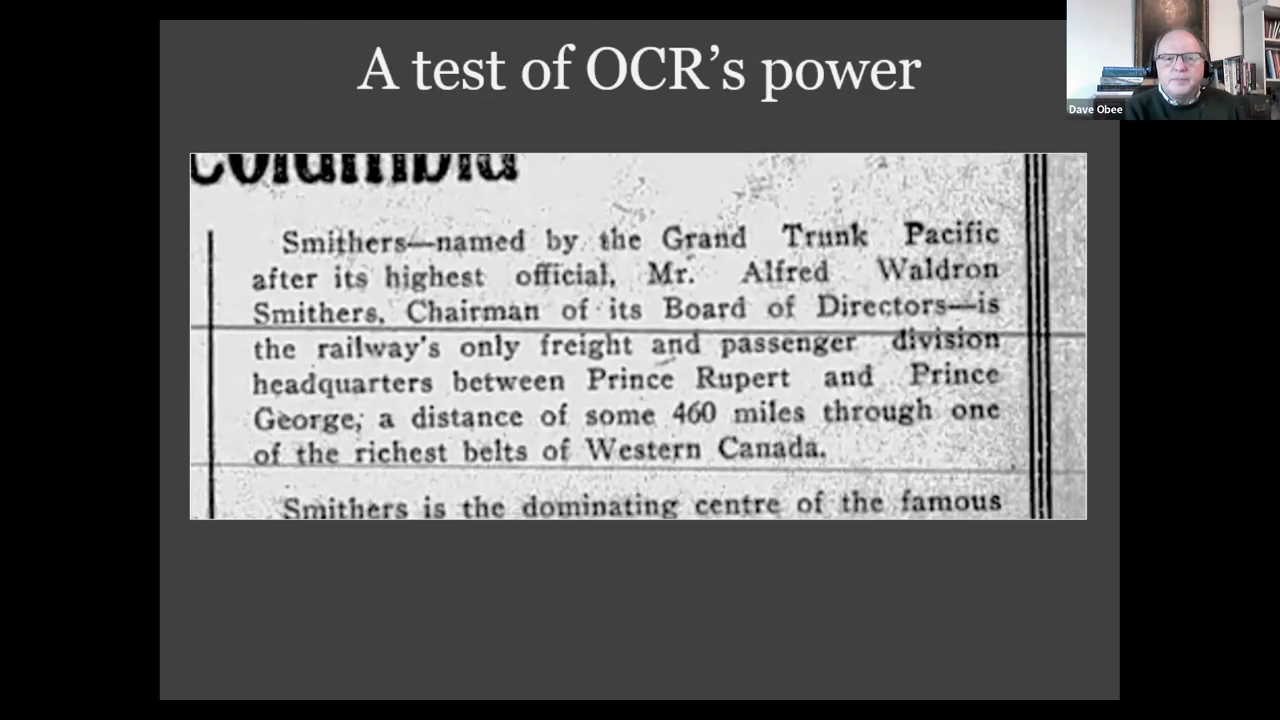 A test of OCR's power
Dave Obee
Columbia
Smithers—named by the Grand Trunk Pacific
after its highest official, Mr. Alfred Waldron
Smithers, Chairman of its Board of Directors—is
the railway's only freight and passenger division
headquarters between Prince Rupert and Prince
George; a distance of some 460 miles through one
of the richest belts of Western Canada.
Smithers is the dominating centre of the famous